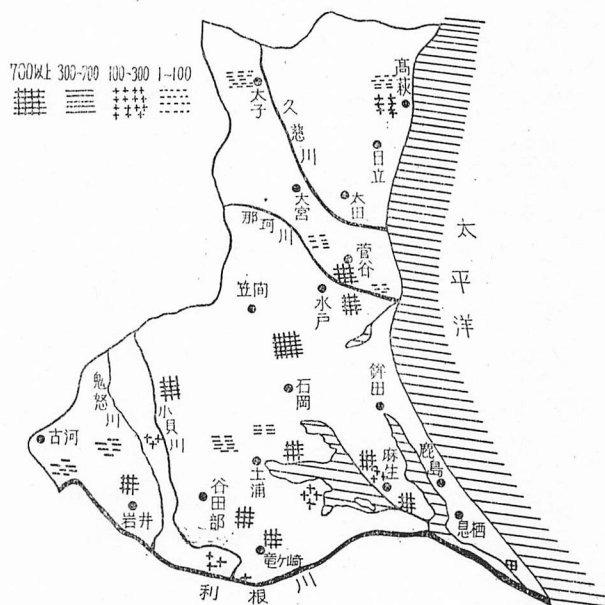 700以上 300~700 100~300 1~100
高萩
太子
久慈川
日立
大宮
太田
那珂川
菅谷
太平洋
笠間
水戸
鉾田
石岡
鬼怒川
小貝川
古河
麻生
鹿島
土浦
谷田部
岩井
息栖
竜ケ崎
利根川